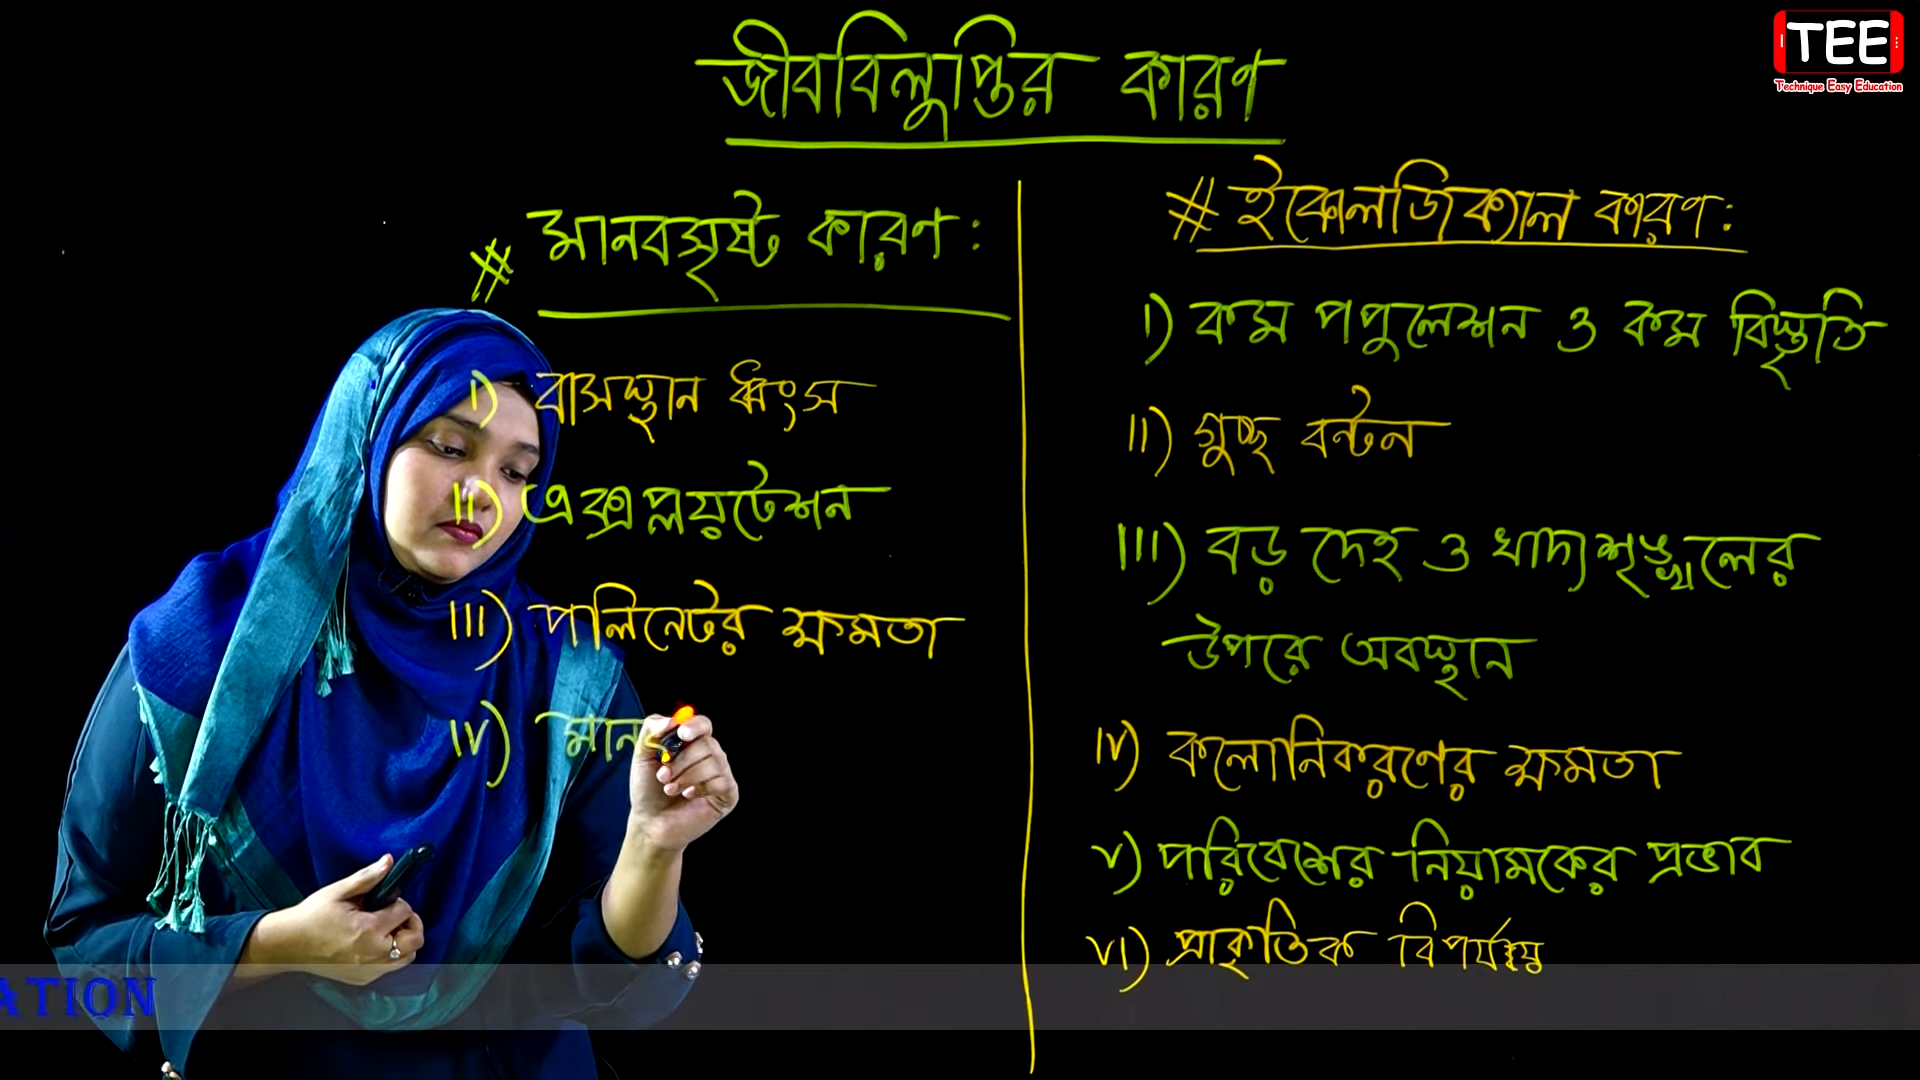 TEE
Technique Easy Education
জীববিলুপ্তির কারণ
# মানবসৃষ্ট কারণ :
I) বাসস্থান ধ্বংস
II) এক্সপ্লয়টেশন
III) পলিনেটর ক্ষমতা
IV) মানব
# ইকোলজিক্যাল কারণ :
I) কম পপুলেশন ও কম বিস্তৃতি
II) গুচ্ছ বন্টন
III) বড় দেহ ও খাদ্যশৃঙ্খলের
উপরে অবস্থান
IV) কলোনিকরণের ক্ষমতা
V) পরিবেশের নিয়ামকের প্রভাব
VI) প্রাকৃতিক বিপর্যয়
ATION